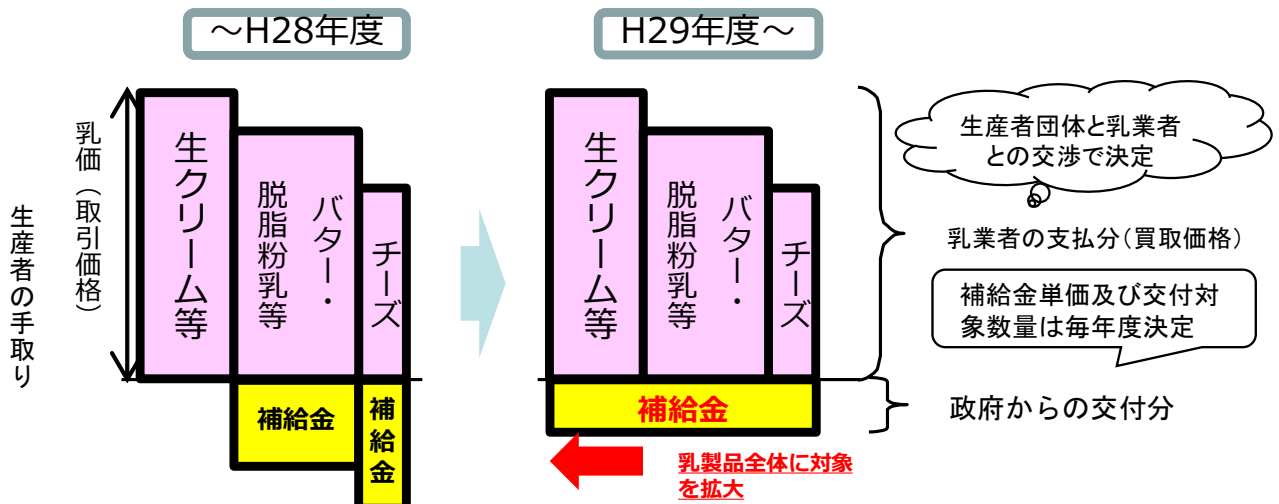 ~H28年度
H29年度~
生産者の手取り
乳価(取引価格)
生クリーム等
バター・
脱脂粉乳等
チーズ
補給金
補給金
生クリーム等
バター・
脱脂粉乳等
チーズ
補給金
乳製品全体に対象
を拡大
生産者団体と乳業者
との交渉で決定
乳業者の支払分(買取価格)
補給金単価及び交付対
象数量は毎年度決定
政府からの交付分